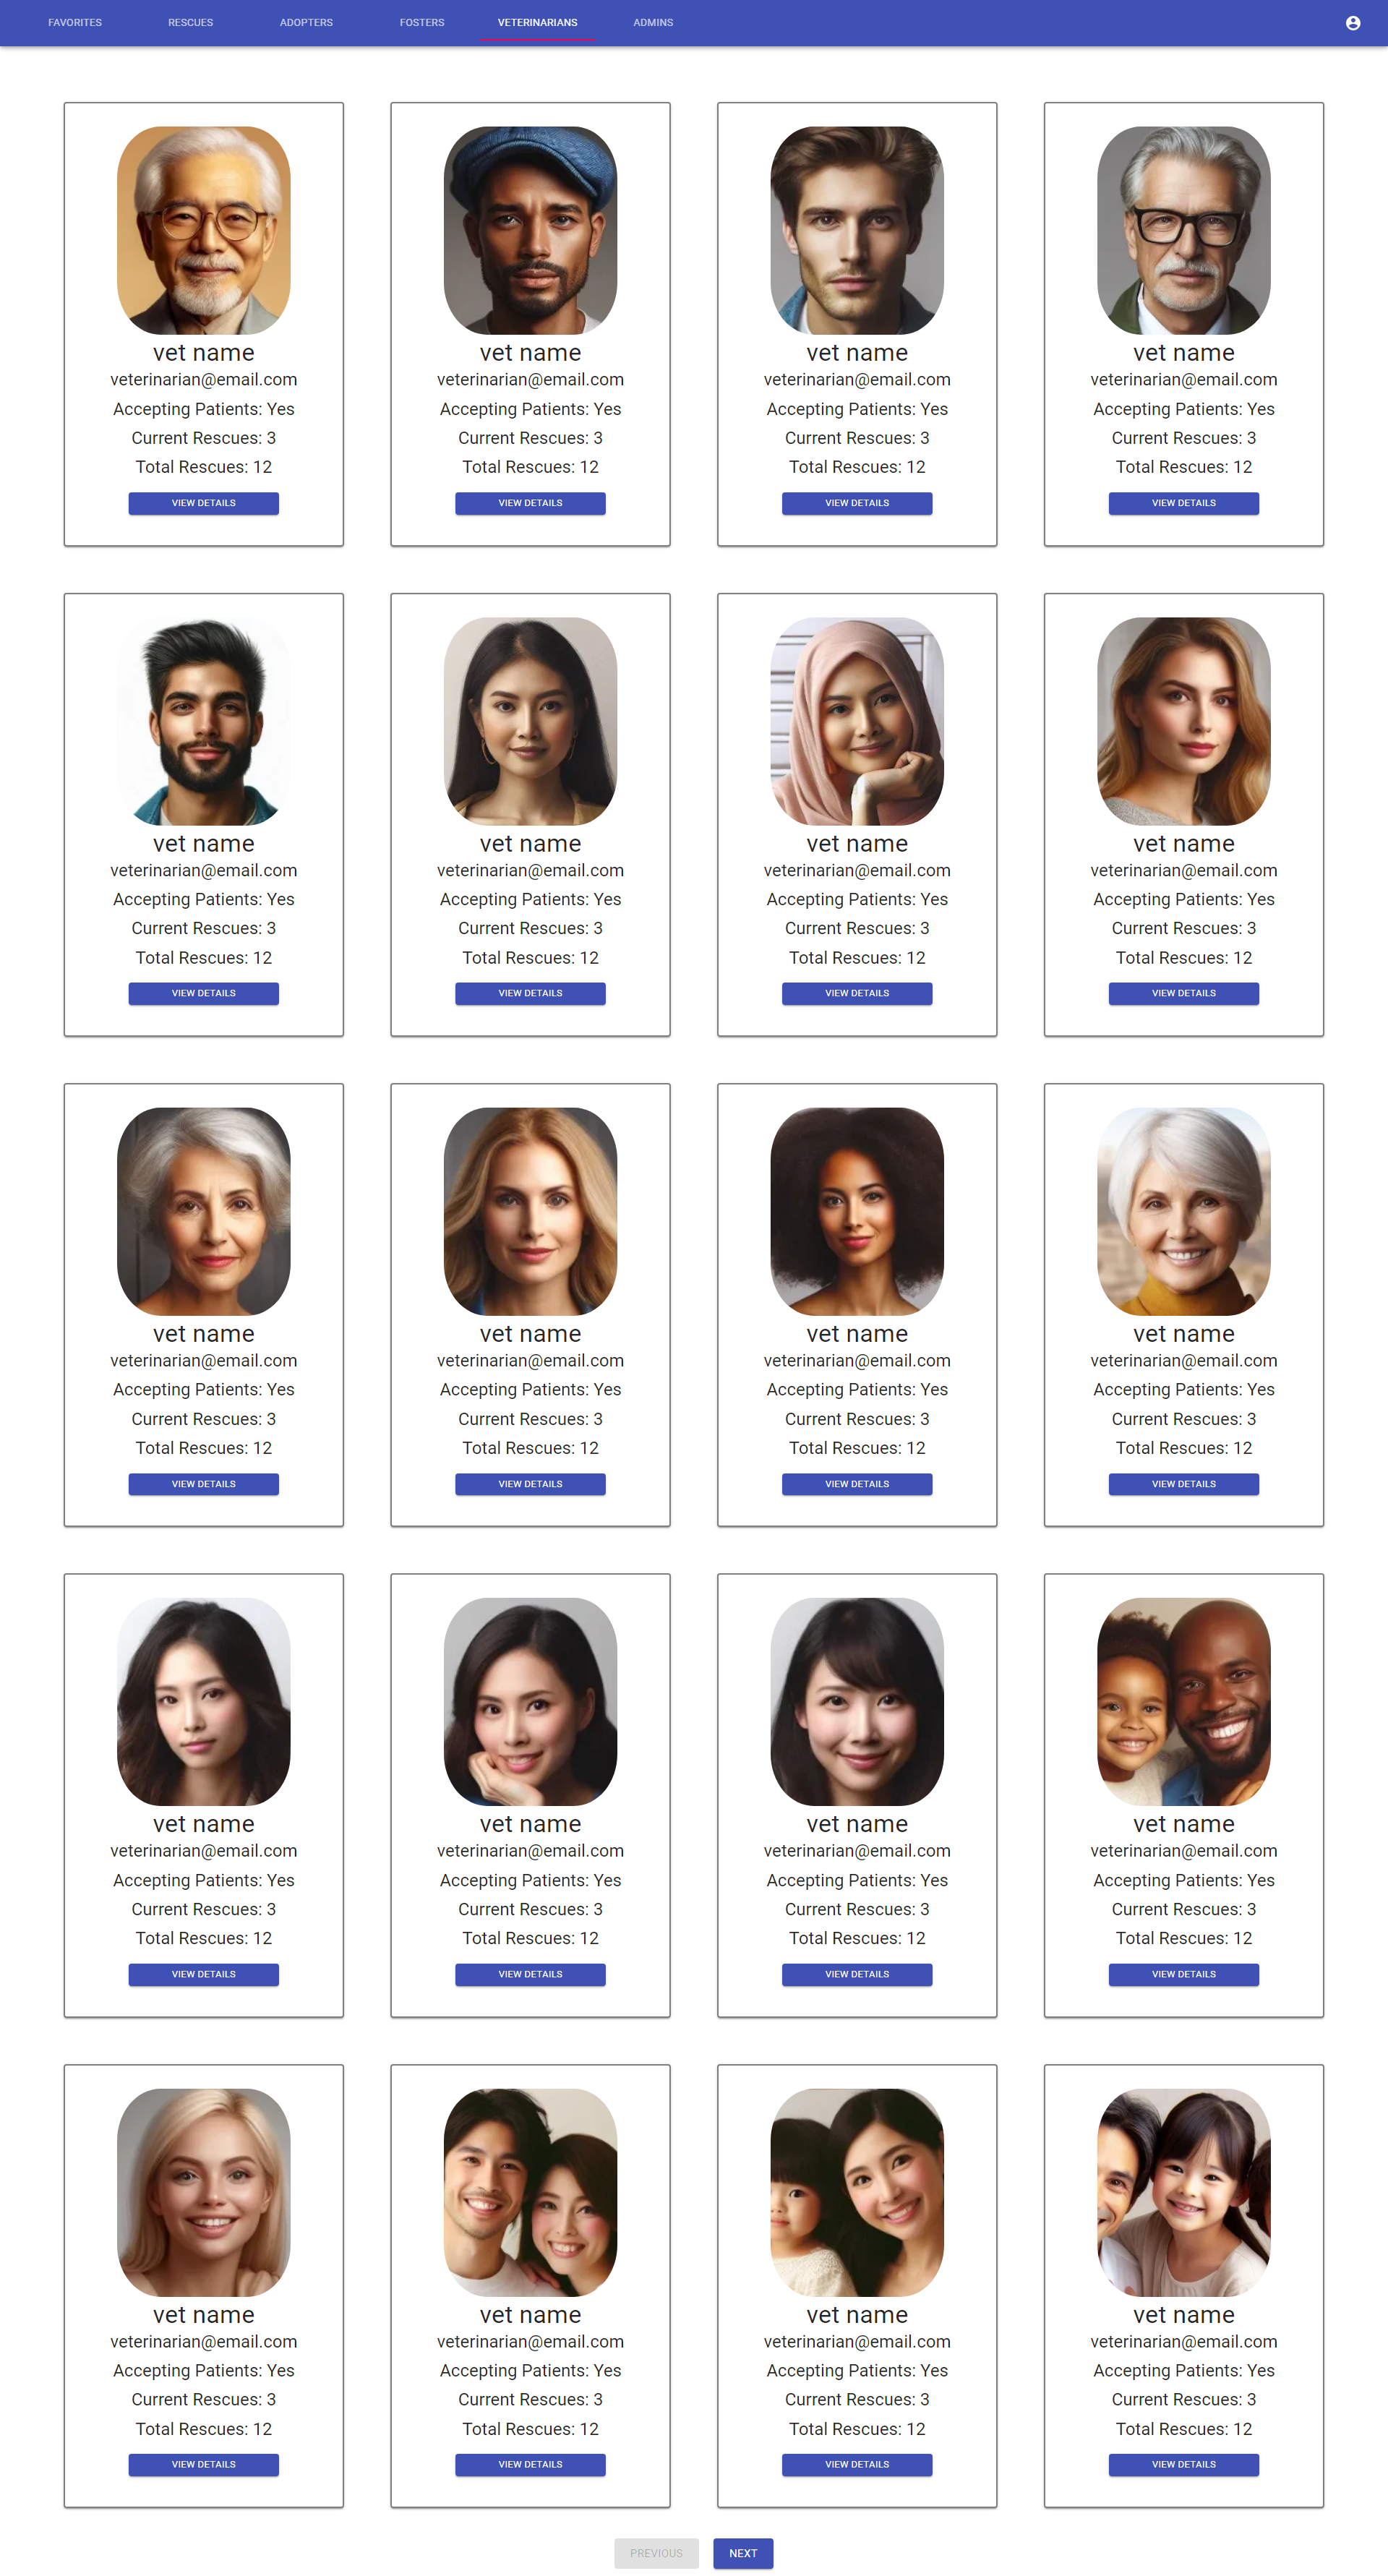 FAVORITES RESCUES ADOPTERS FOSTERS VETERINARIANS ADMINS
vet name vet name vet name vet name
veterinarian@email.com veterinarian@email.com veterinarian@email.com veterinarian@email.com
Accepting Patients: Yes Accepting Patients: Yes Accepting Patients: Yes Accepting Patients: Yes
Current Rescues: 3 Current Rescues: 3 Current Rescues: 3 Current Rescues: 3
Total Rescues: 12 Total Rescues: 12 Total Rescues: 12 Total Rescues: 12
VIEW DETAILS VIEW DETAILS VIEW DETAILS VIEW DETAILS
vet name vet name vet name vet name
veterinarian@email.com veterinarian@email.com veterinarian@email.com veterinarian@email.com
Accepting Patients: Yes Accepting Patients: Yes Accepting Patients: Yes Accepting Patients: Yes
Current Rescues: 3 Current Rescues: 3 Current Rescues: 3 Current Rescues: 3
Total Rescues: 12 Total Rescues: 12 Total Rescues: 12 Total Rescues: 12
VIEW DETAILS VIEW DETAILS VIEW DETAILS VIEW DETAILS
vet name vet name vet name vet name
veterinarian@email.com veterinarian@email.com veterinarian@email.com veterinarian@email.com
Accepting Patients: Yes Accepting Patients: Yes Accepting Patients: Yes Accepting Patients: Yes
Current Rescues: 3 Current Rescues: 3 Current Rescues: 3 Current Rescues: 3
Total Rescues: 12 Total Rescues: 12 Total Rescues: 12 Total Rescues: 12
VIEW DETAILS VIEW DETAILS VIEW DETAILS VIEW DETAILS
vet name vet name vet name vet name
veterinarian@email.com veterinarian@email.com veterinarian@email.com veterinarian@email.com
Accepting Patients: Yes Accepting Patients: Yes Accepting Patients: Yes Accepting Patients: Yes
Current Rescues: 3 Current Rescues: 3 Current Rescues: 3 Current Rescues: 3
Total Rescues: 12 Total Rescues: 12 Total Rescues: 12 Total Rescues: 12
VIEW DETAILS VIEW DETAILS VIEW DETAILS VIEW DETAILS
vet name vet name vet name vet name
veterinarian@email.com veterinarian@email.com veterinarian@email.com veterinarian@email.com
Accepting Patients: Yes Accepting Patients: Yes Accepting Patients: Yes Accepting Patients: Yes
Current Rescues: 3 Current Rescues: 3 Current Rescues: 3 Current Rescues: 3
Total Rescues: 12 Total Rescues: 12 Total Rescues: 12 Total Rescues: 12
VIEW DETAILS VIEW DETAILS VIEW DETAILS VIEW DETAILS
PREVIOUS NEXT